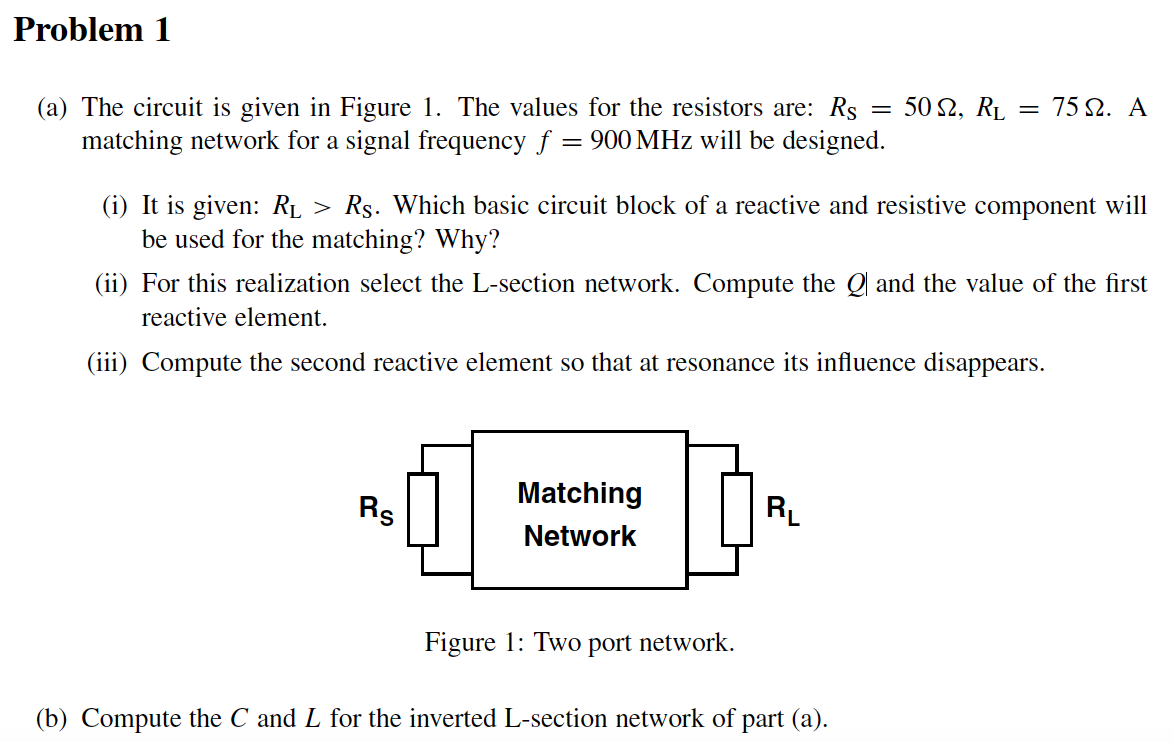 Problem 1
(a) The circuit is given in Figure 1. The values for the resistors are: R_S = 50 Ω, R_L = 75 Ω. A
matching network for a signal frequency f = 900 MHz will be designed.
(i) It is given: R_L > R_S. Which basic circuit block of a reactive and resistive component will
be used for the matching? Why?
(ii) For this realization select the L-section network. Compute the Q and the value of the first
reactive element.
(iii) Compute the second reactive element so that at resonance its influence disappears.
R_S
Matching
Network
R_L
Figure 1: Two port network.
(b) Compute the C and L for the inverted L-section network of part (a).